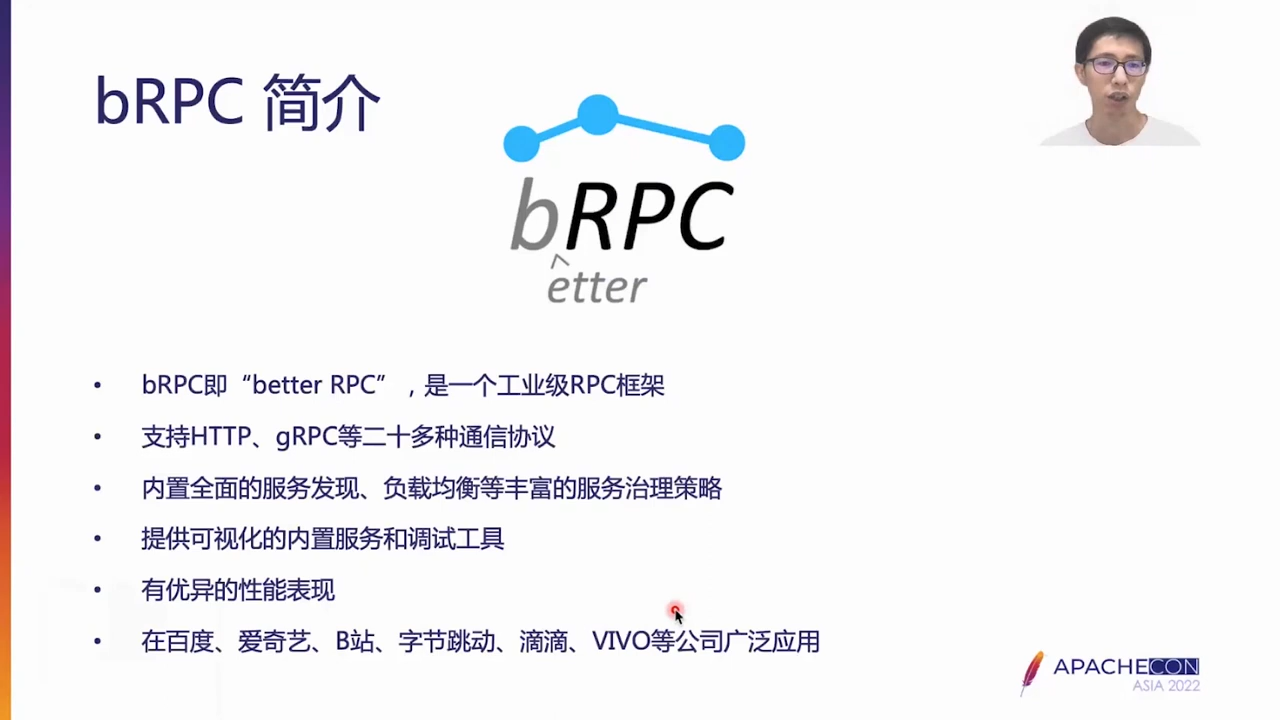 bRPC 简介
bRPC
^
etter
• bRPC即“better RPC”，是一个工业级RPC框架
• 支持HTTP、gRPC等二十多种通信协议
• 内置全面的服务发现、负载均衡等丰富的服务治理策略
• 提供可视化的内置服务和调试工具
• 有优异的性能表现
• 在百度、爱奇艺、B站、字节跳动、滴滴、VIVO等公司广泛应用
APACHECON
ASIA 2022